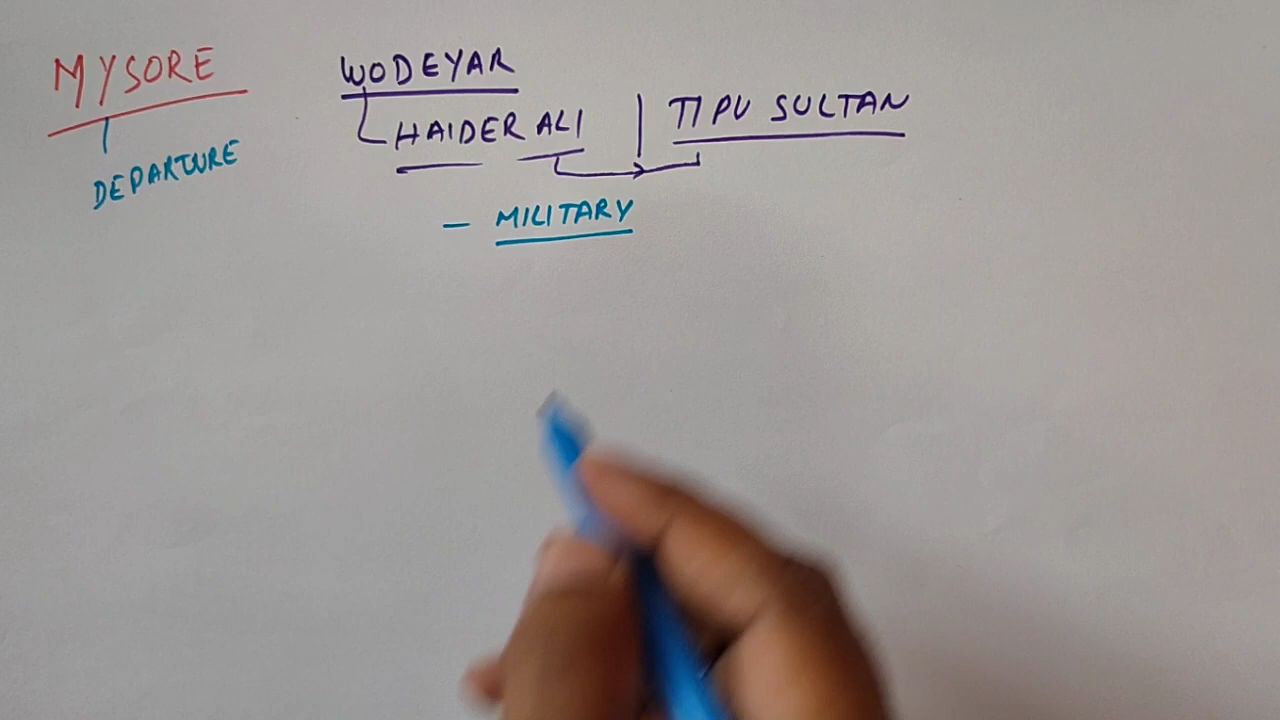 MYSORE
DEPARTURE
WODEYAR
HAIDER ALI | TIPU SULTAN
- MILITARY